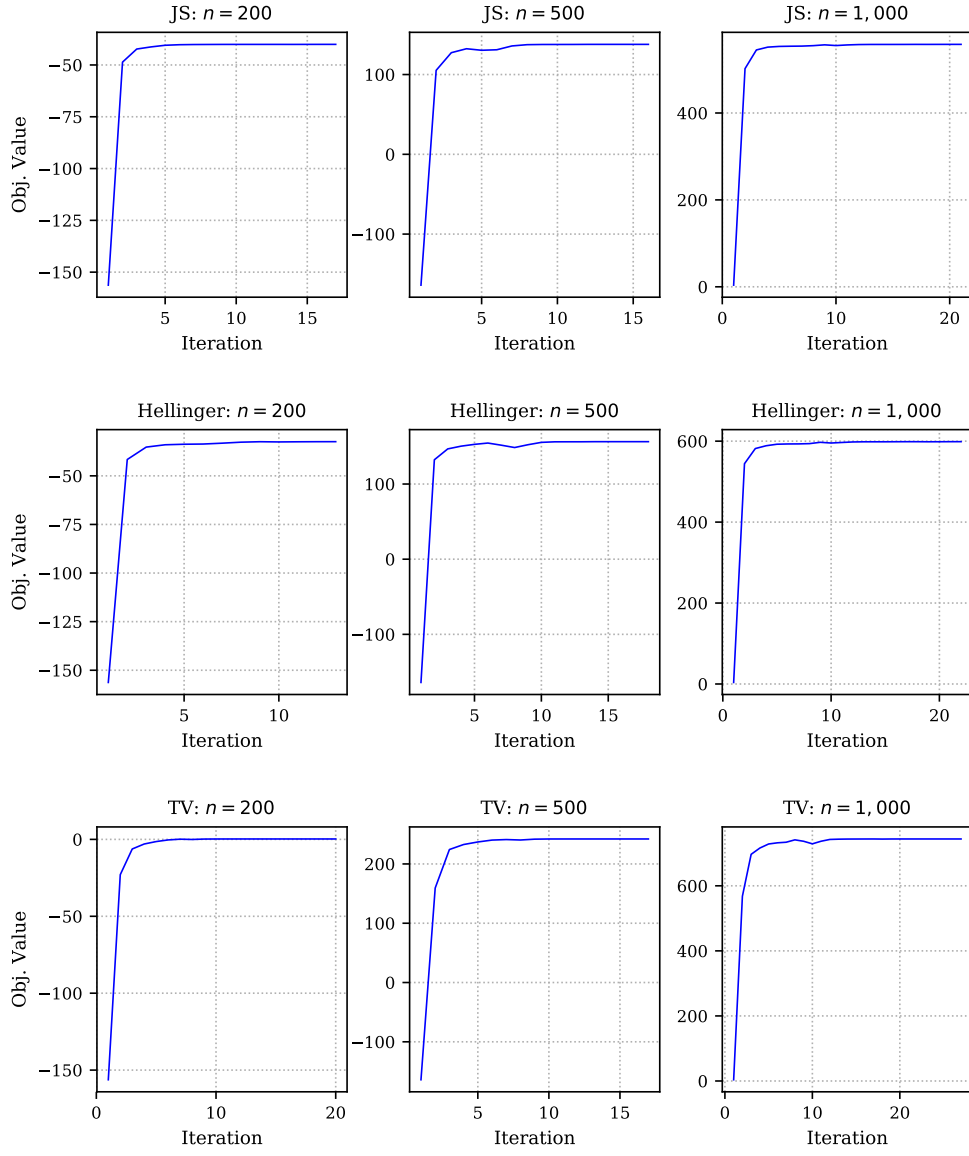 JS: n = 200
JS: n = 500
JS: n = 1, 000
Obj. Value
−50
−75
−100
−125
−150
5
10
15
Iteration
100
0
−100
5
10
15
Iteration
400
200
0
0
10
20
Iteration
Hellinger: n = 200
Hellinger: n = 500
Hellinger: n = 1, 000
Obj. Value
−50
−75
−100
−125
−150
5
10
Iteration
100
0
−100
5
10
15
Iteration
600
400
200
0
0
10
20
Iteration
TV: n = 200
TV: n = 500
TV: n = 1, 000
Obj. Value
0
−50
−100
−150
0
10
20
Iteration
200
100
0
−100
5
10
15
Iteration
600
400
200
0
0
10
20
Iteration